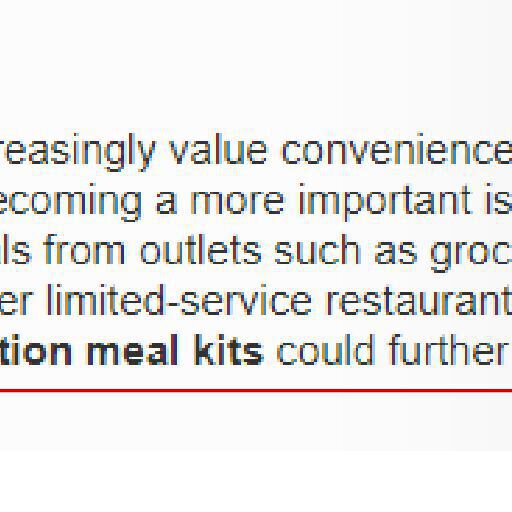 reasingly value convenience
ecoming a more important is
ls from outlets such as groc
er limited-service restaurant
tion meal kits could further